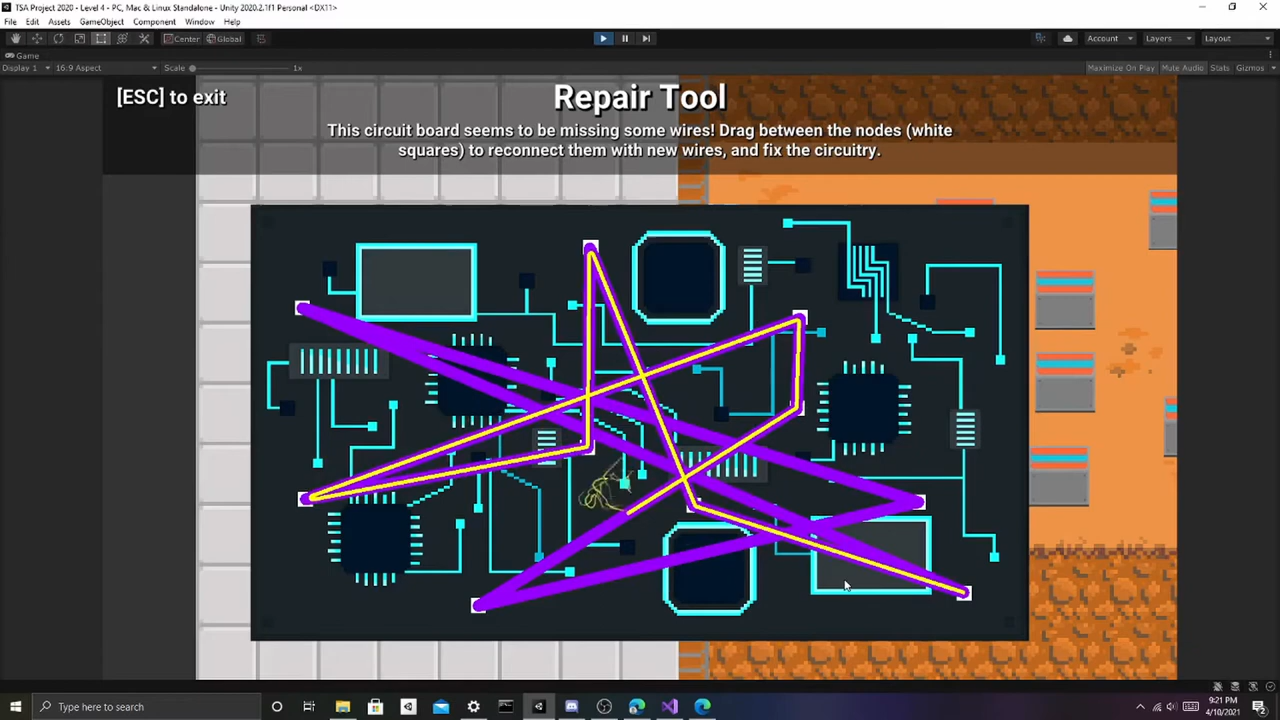 TSA Project 2020 - Level 4 - PC, Mac & Linux Standalone - Unity 2020.2.1f1 Personal <DX11>
File Edit Assets GameObject Component Window Help
Center Global Account Layers Layout
Game
Display 1 16:9 Aspect Scale 1x Maximize On Play Mute Audio Stats Gizmos
[ESC] to exit
Repair Tool
This circuit board seems to be missing some wires! Drag between the nodes (white
squares) to reconnect them with new wires, and fix the circuitry.
Type here to search
9:21 PM
4/10/2021
2